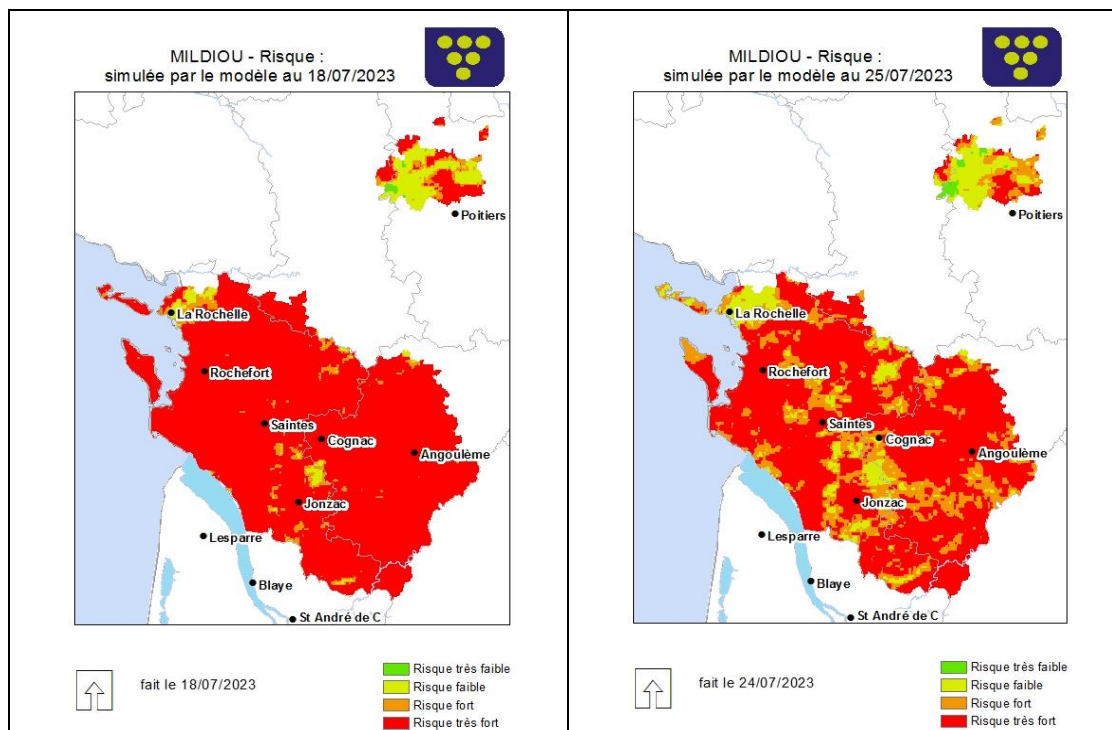 MILDIOU - Risque :
simulée par le modèle au 18/07/2023
Poitiers
La Rochelle
Rochefort
Saintes
Cognac
Angoulême
Jonzac
Lesparre
Blaye
St André de C
fait le 18/07/2023
Risque très faible
Risque faible
Risque fort
Risque très fort
MILDIOU - Risque :
simulée par le modèle au 25/07/2023
Poitiers
La Rochelle
Rochefort
Saintes
Cognac
Angoulême
Jonzac
Lesparre
Blaye
St André de C
fait le 24/07/2023
Risque très faible
Risque faible
Risque fort
Risque très fort